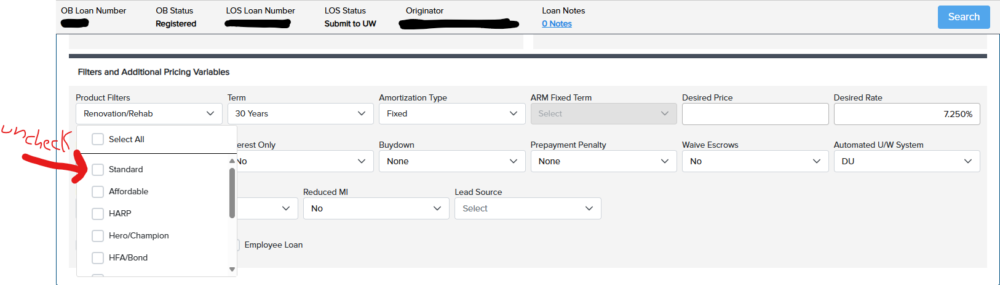 OB Loan Number OB Status LOS Loan Number LOS Status Originator Loan Notes
Registered Submit to UW 0 Notes
Search
Filters and Additional Pricing Variables
Product Filters Term Amortization Type ARM Fixed Term Desired Price Desired Rate
Renovation/Rehab 30 Years Fixed Select 7.250%
uncheck
Select All
erest Only Buydown Prepayment Penalty Waive Escrows Automated U/W System
No None None No DU
Standard
Affordable
Reduced MI Lead Source
HARP No Select
Hero/Champion
Employee Loan
HFA/Bond